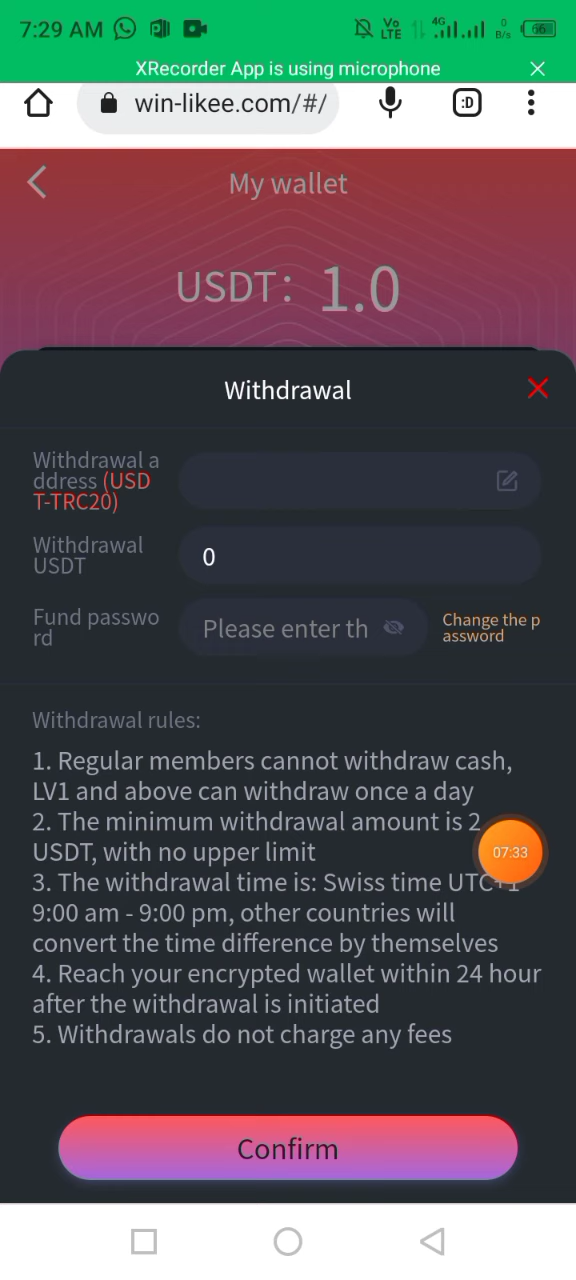 7:29 AM
Vo
LTE
4G
0
B/s
66
XRecorder App is using microphone
win-likee.com/#/
:D
My wallet
USDT: 1.0
Withdrawal
Withdrawal a
ddress (USD
T-TRC20)
Withdrawal
USDT
0
Fund passwo
rd
Please enter th
Change the p
assword
Withdrawal rules:
1. Regular members cannot withdraw cash,
LV1 and above can withdraw once a day
2. The minimum withdrawal amount is 2
USDT, with no upper limit
07:33
3. The withdrawal time is: Swiss time UTC+1
9:00 am - 9:00 pm, other countries will
convert the time difference by themselves
4. Reach your encrypted wallet within 24 hour
after the withdrawal is initiated
5. Withdrawals do not charge any fees
Confirm